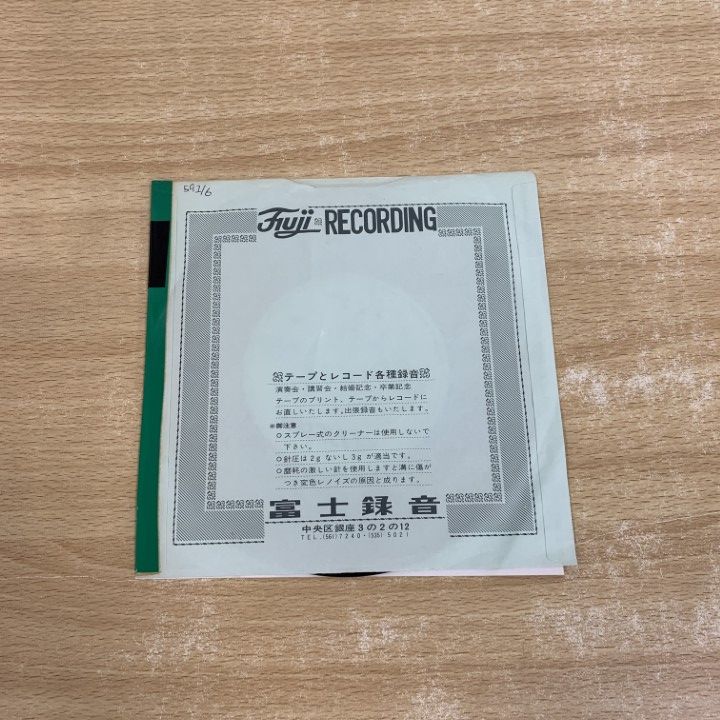 591/6
Fuji RECORDING
テープとレコード各種録音
演奏会・講習会・結婚記念・卒業記念
テープのプリント、テープからレコードに
お直しいたします。出張録音もいたします。
※御注意
○スプレー式のクリーナーは使用しないで
下さい。
○針圧は2gないし3gが適当です。
○磨耗の激しい針を使用しますと溝に傷が
つき変色しノイズの原因と成ります。
富士録音
中央区銀座3の2の12
TEL.(561)7240・(535)5021